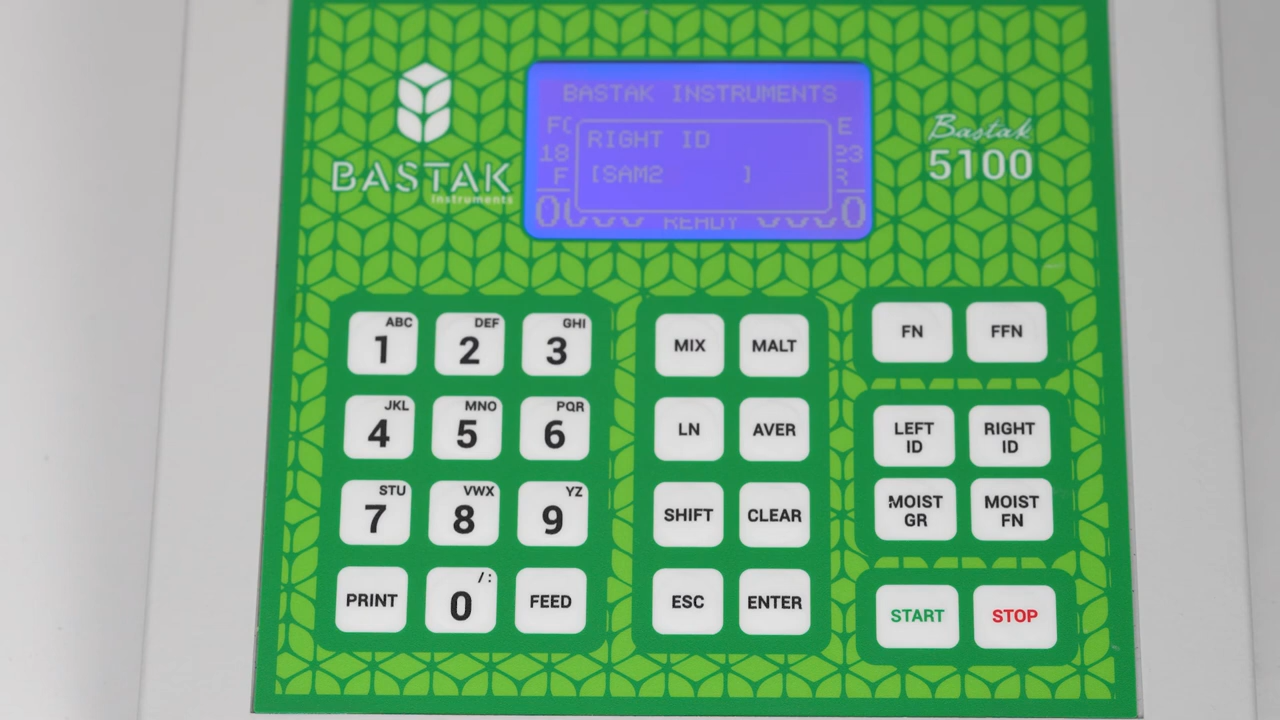 BASTAK
Instruments
BASTAK INSTRUMENTS
RIGHT ID
[SAM2 ]
18
23
F
E
READY
Bastak
5100
ABC
1
DEF
2
GHI
3
JKL
4
MNO
5
PQR
6
STU
7
VWX
8
YZ
9
PRINT
/:
0
FEED
MIX
MALT
LN
AVER
SHIFT
CLEAR
ESC
ENTER
FN
FFN
LEFT
ID
RIGHT
ID
MOIST
GR
MOIST
FN
START
STOP